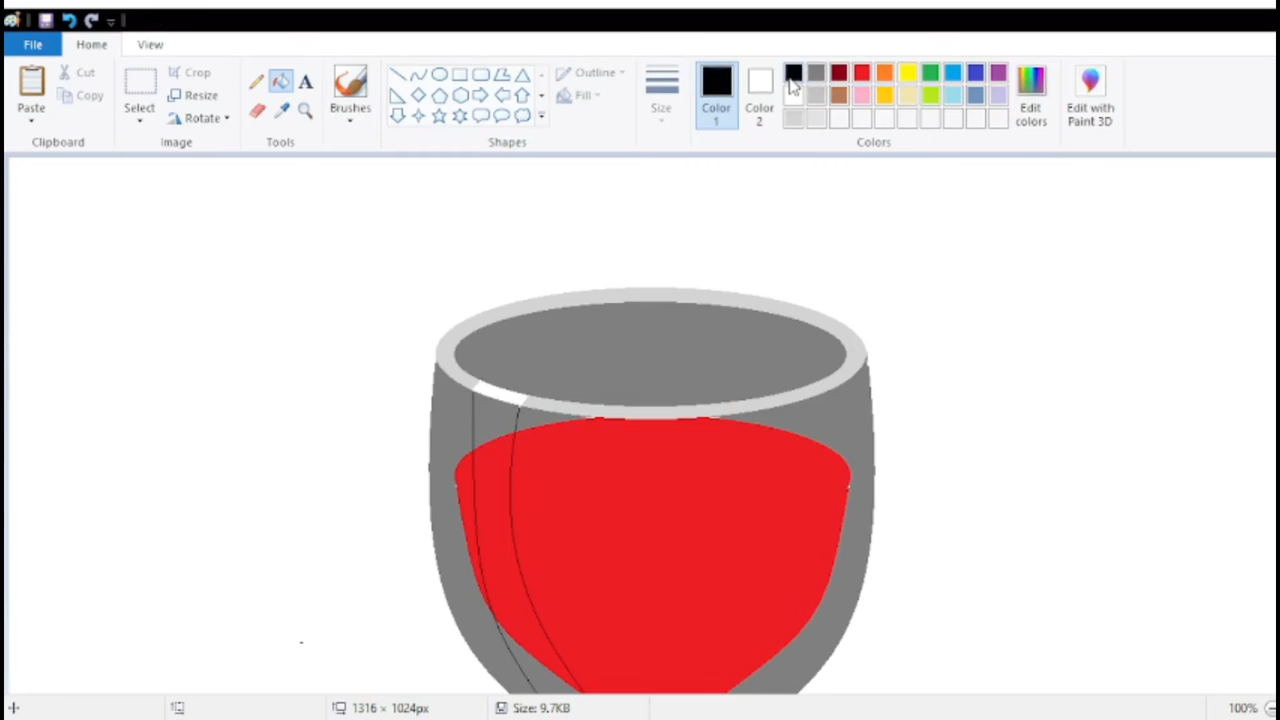 File Home View
Cut
Copy
Paste
Clipboard
Select
Crop
Resize
Rotate
Image
A
Tools
Brushes
Shapes
Outline
Fill
Size
Color 1
Color 2
Edit colors
Colors
Edit with Paint 3D
1316 × 1024px
Size: 9.7KB
100%